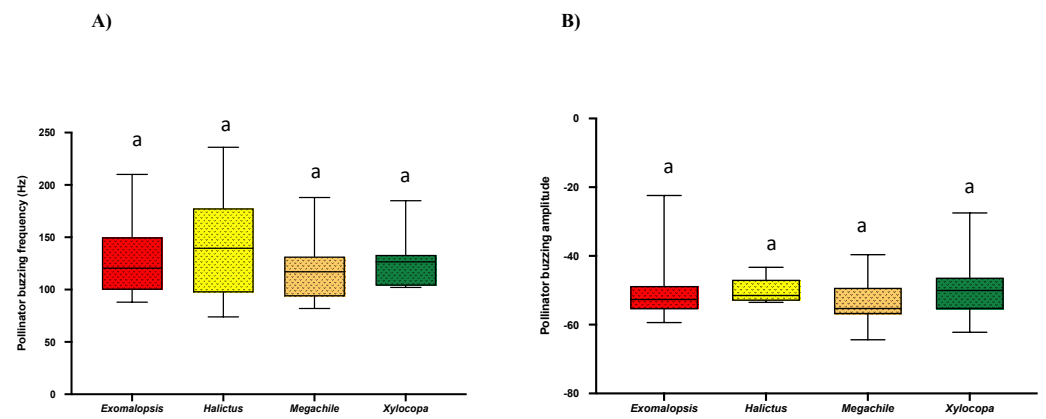 A)
Pollinator buzzing frequency (Hz)
250
200
150
100
50
0
a
a
a
a
Exomalopsis
Halictus
Megachile
Xylocopa
B)
Pollinator buzzing amplitude
0
-20
-40
-60
-80
a
a
a
a
Exomalopsis
Halictus
Megachile
Xylocopa